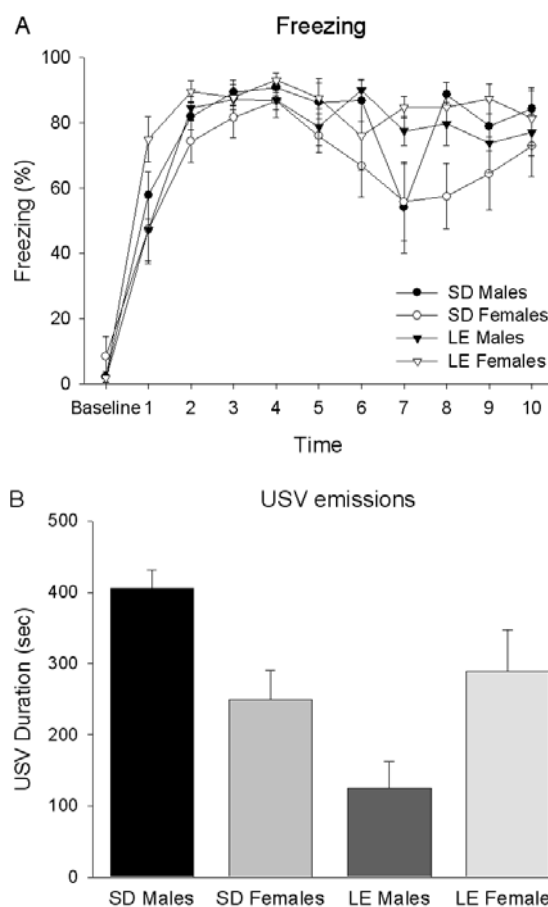 A
Freezing
100
80
60
40
20
0
Freezing (%)
SD Males
SD Females
LE Males
LE Females
Baseline 1 2 3 4 5 6 7 8 9 10
Time
B
USV emissions
500
400
300
200
100
0
USV Duration (sec)
SD Males SD Females LE Males LE Female